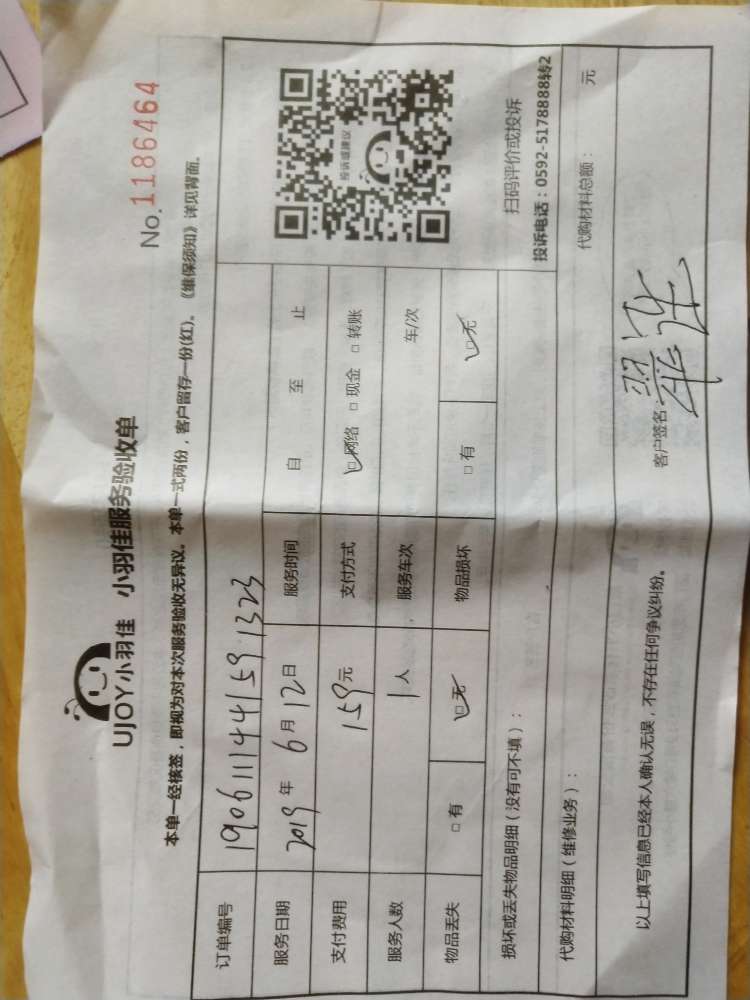 UJOY小羽佳 小羽佳服务验收单
No.1186464
本单一经核签，即视为对本次服务验收无异议。本单一式两份，客户留存一份(红)。《维保须知》详见背面。
订单编号 1906111441591323
服务日期 2019年6月12日 服务时间 自 至 止
支付费用 159元 支付方式 ☑网络 □现金 □转账
服务人数 1人 服务车次 车/次
物品丢失 □有 ☑无 物品损坏 □有 ☑无
投诉或建议
扫码评价或投诉
投诉电话：0592-5178888转2
损坏或丢失物品明细（没有可不填）：
代购材料明细（维修业务）： 代购材料总额： 元
以上填写信息已经本人确认无误，不存在任何争议纠纷。 客户签名：